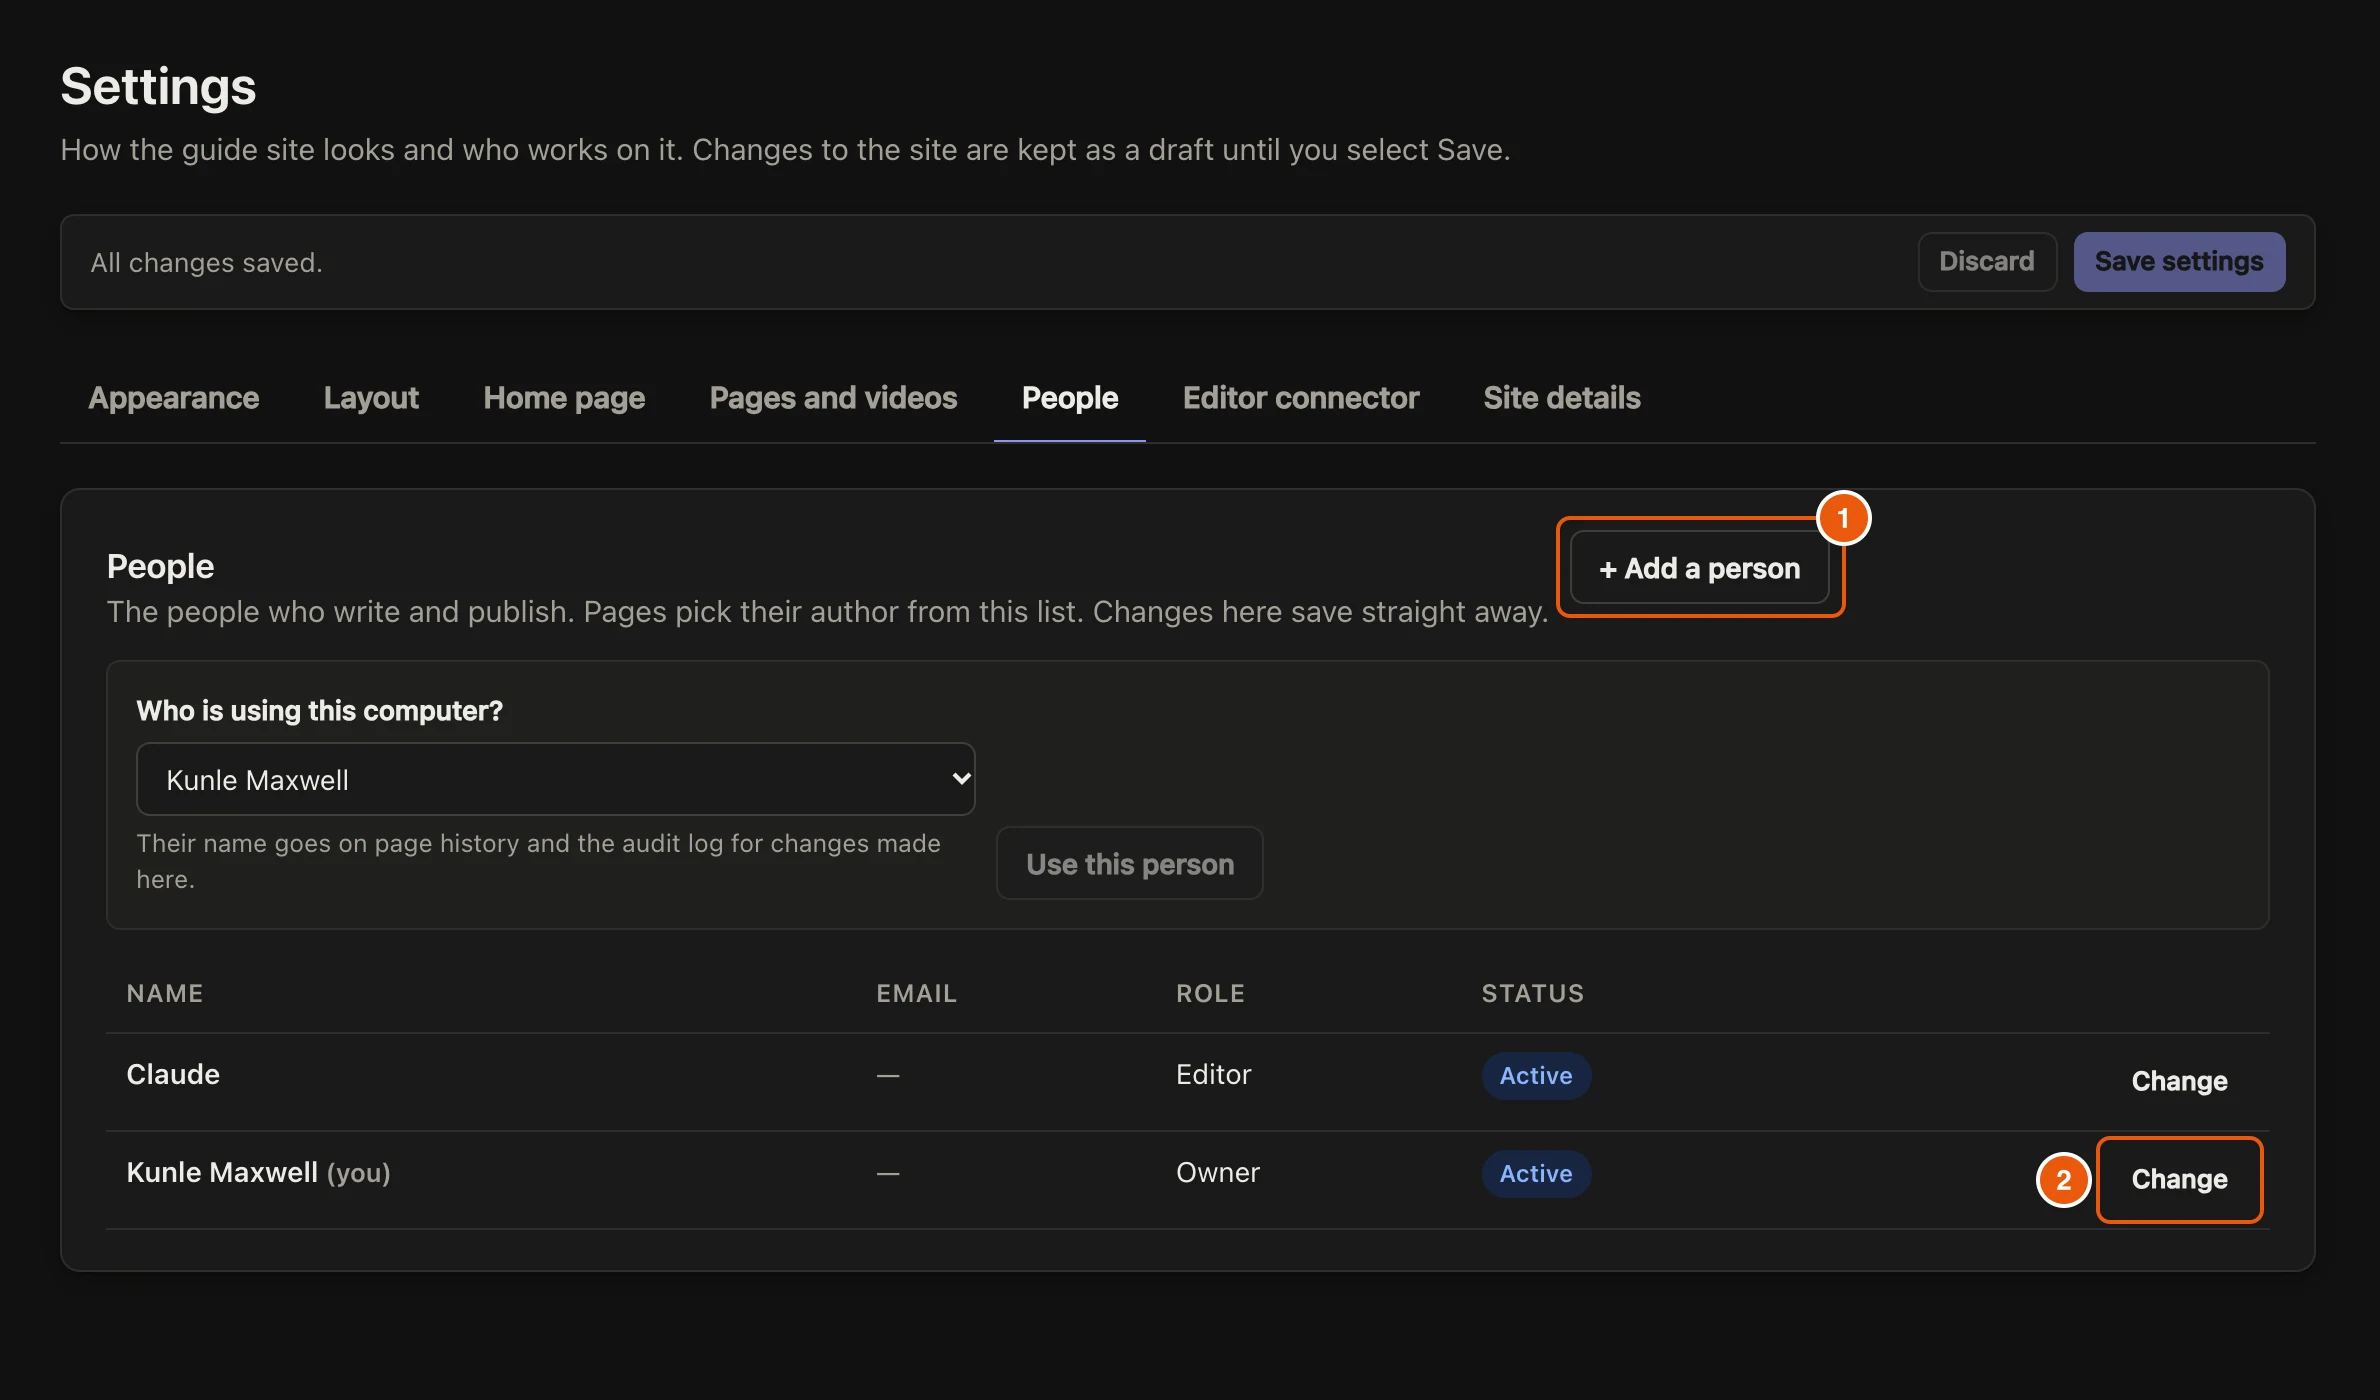 Settings
How the guide site looks and who works on it. Changes to the site are kept as a draft until you select Save.
All changes saved.
Discard
Save settings
Appearance
Layout
Home page
Pages and videos
People
Editor connector
Site details
People
The people who write and publish. Pages pick their author from this list. Changes here save straight away.
+ Add a person
1
Who is using this computer?
Kunle Maxwell
Their name goes on page history and the audit log for changes made
here.
Use this person
NAME
EMAIL
ROLE
STATUS
Claude
—
Editor
Active
Change
Kunle Maxwell (you)
—
Owner
Active
2
Change